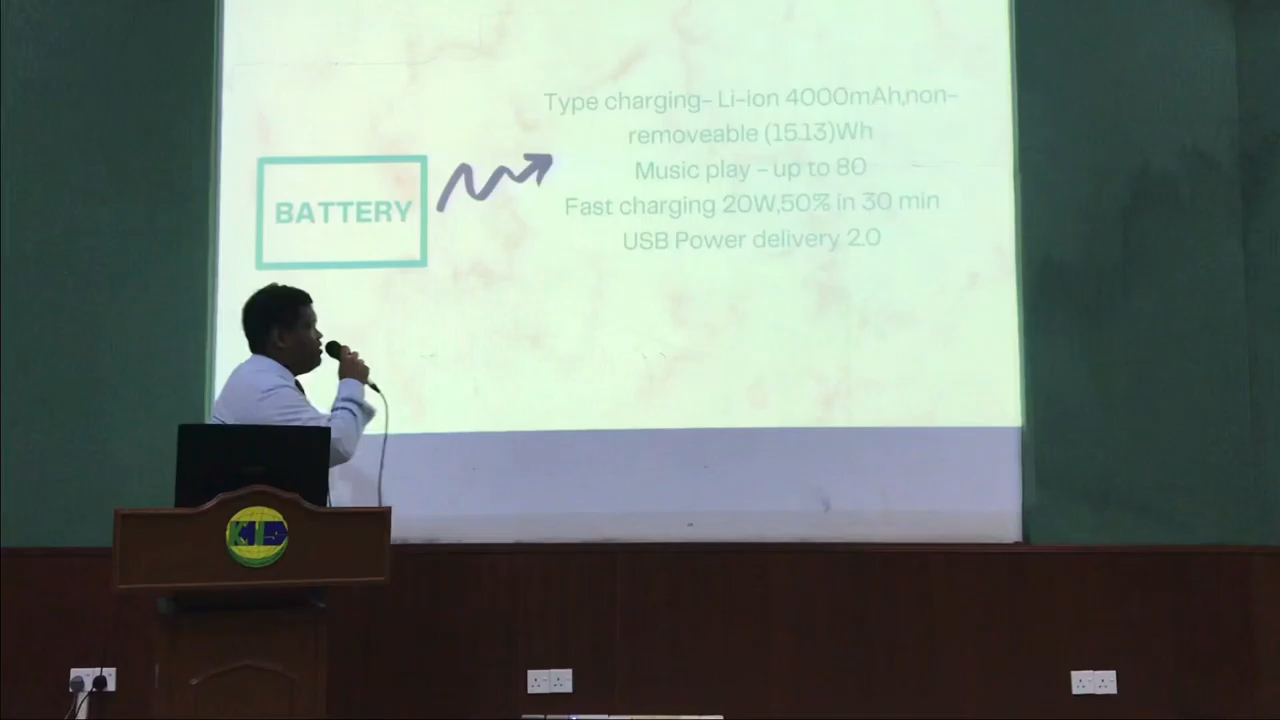 Type charging- Li-ion 4000mAh,non-
removeable (15.13)Wh
Music play - up to 80
Fast charging 20W,50% in 30 min
USB Power delivery 2.0
BATTERY